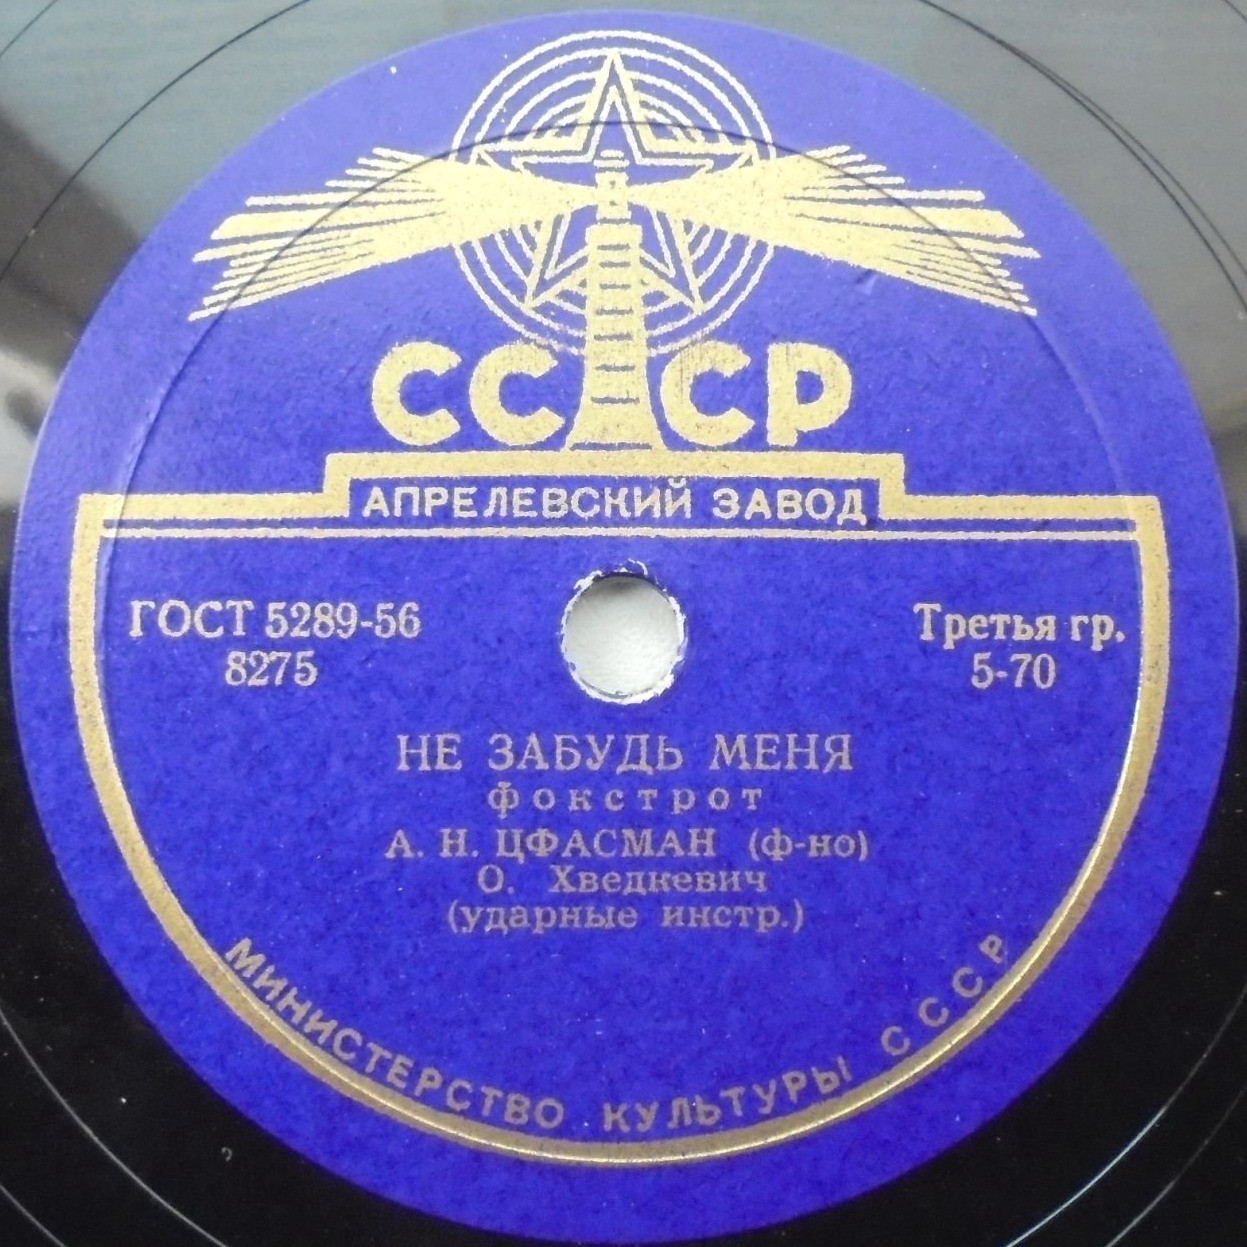 СССР
АПРЕЛЕВСКИЙ ЗАВОД
ГОСТ 5289-56
8275
Третья гр.
5-70
НЕ ЗАБУДЬ МЕНЯ
фокстрот
А. Н. ЦФАСМАН (ф-но)
О. Хведкевич
(ударные инстр.)
МИНИСТЕРСТВО КУЛЬТУРЫ СССР